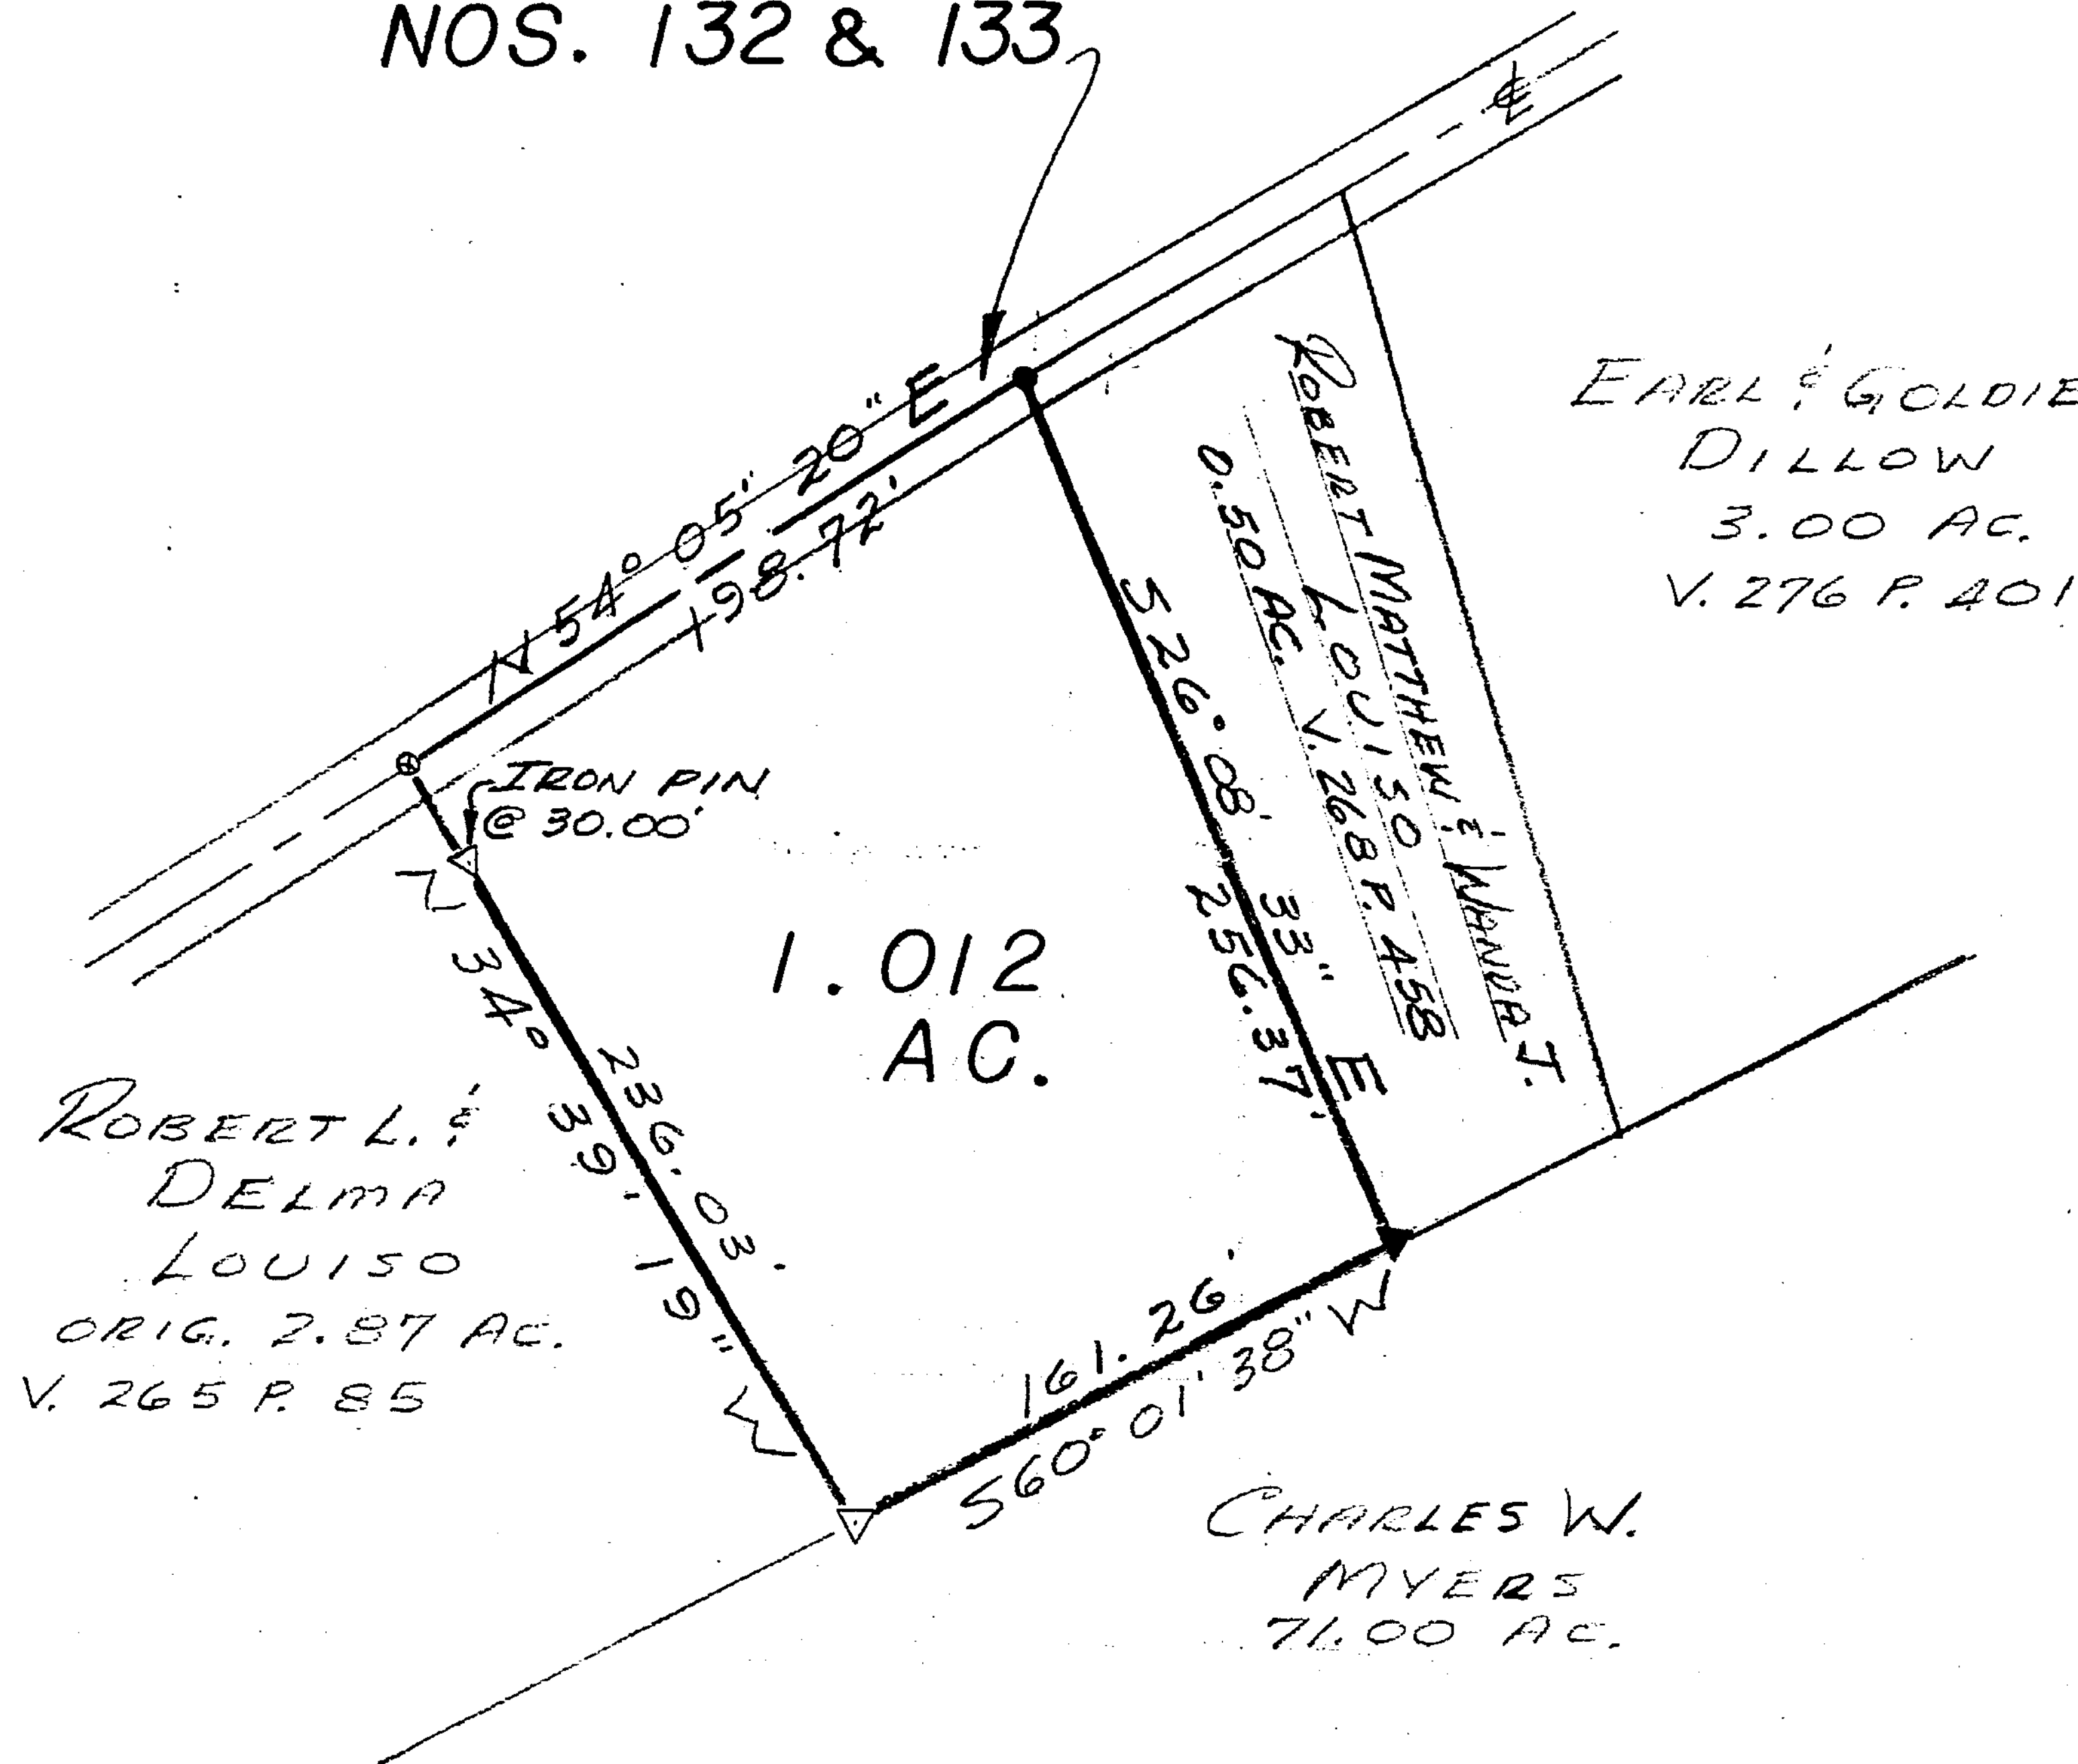 NOS. 132 & 133
℄
EARL & GOLDIE
DILLOW
3.00 AC.
V. 276 P. 401
N 54° 05' 20" E
198.72'
ROBERT MATTHEW & WANDA J.
LOUISO
0.50 AC. V. 268 P. 458
S 26° 08' 33" E
256.37'
IRON PIN
@ 30.00'
1.012
AC.
N 34° 39' 19" W
236.03'
ROBERT L. &
DELMA
LOUISO
ORIG. 2.87 AC.
V. 265 P. 85
161.26'
S 60° 01' 38" W
CHARLES W.
MYERS
71.00 AC.